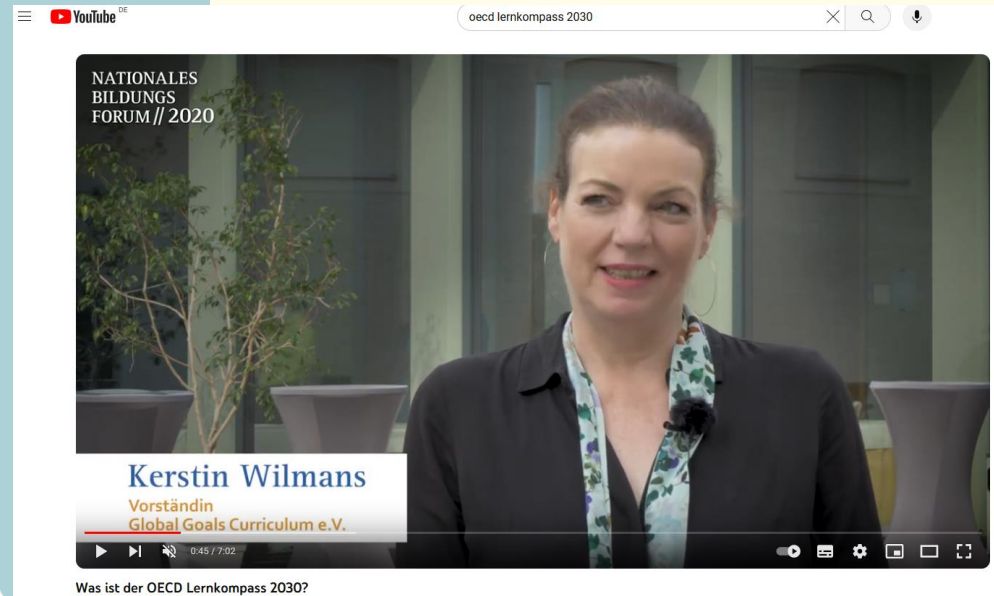 YouTube DE
oecd lernkompass 2030
NATIONALES
BILDUNGS
FORUM // 2020
Kerstin Wilmans
Vorständin
Global Goals Curriculum e.V.
0:45 / 7:02
Was ist der OECD Lernkompass 2030?